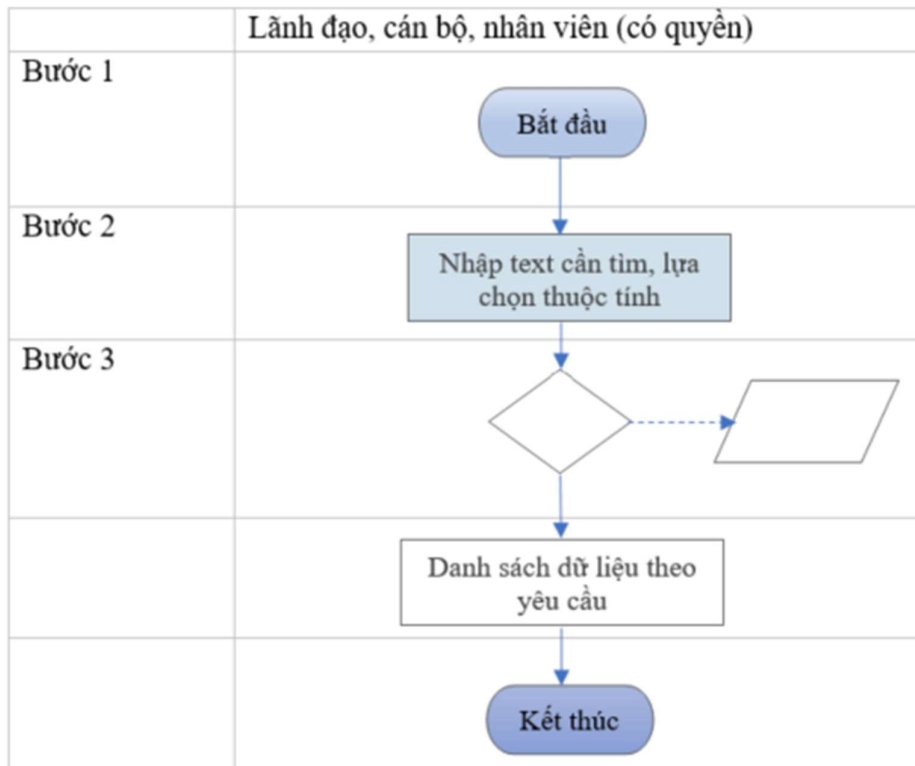 Lãnh đạo, cán bộ, nhân viên (có quyền)
Bước 1
Bắt đầu
Bước 2
Nhập text cần tìm, lựa
chọn thuộc tính
Bước 3
Danh sách dữ liệu theo
yêu cầu
Kết thúc